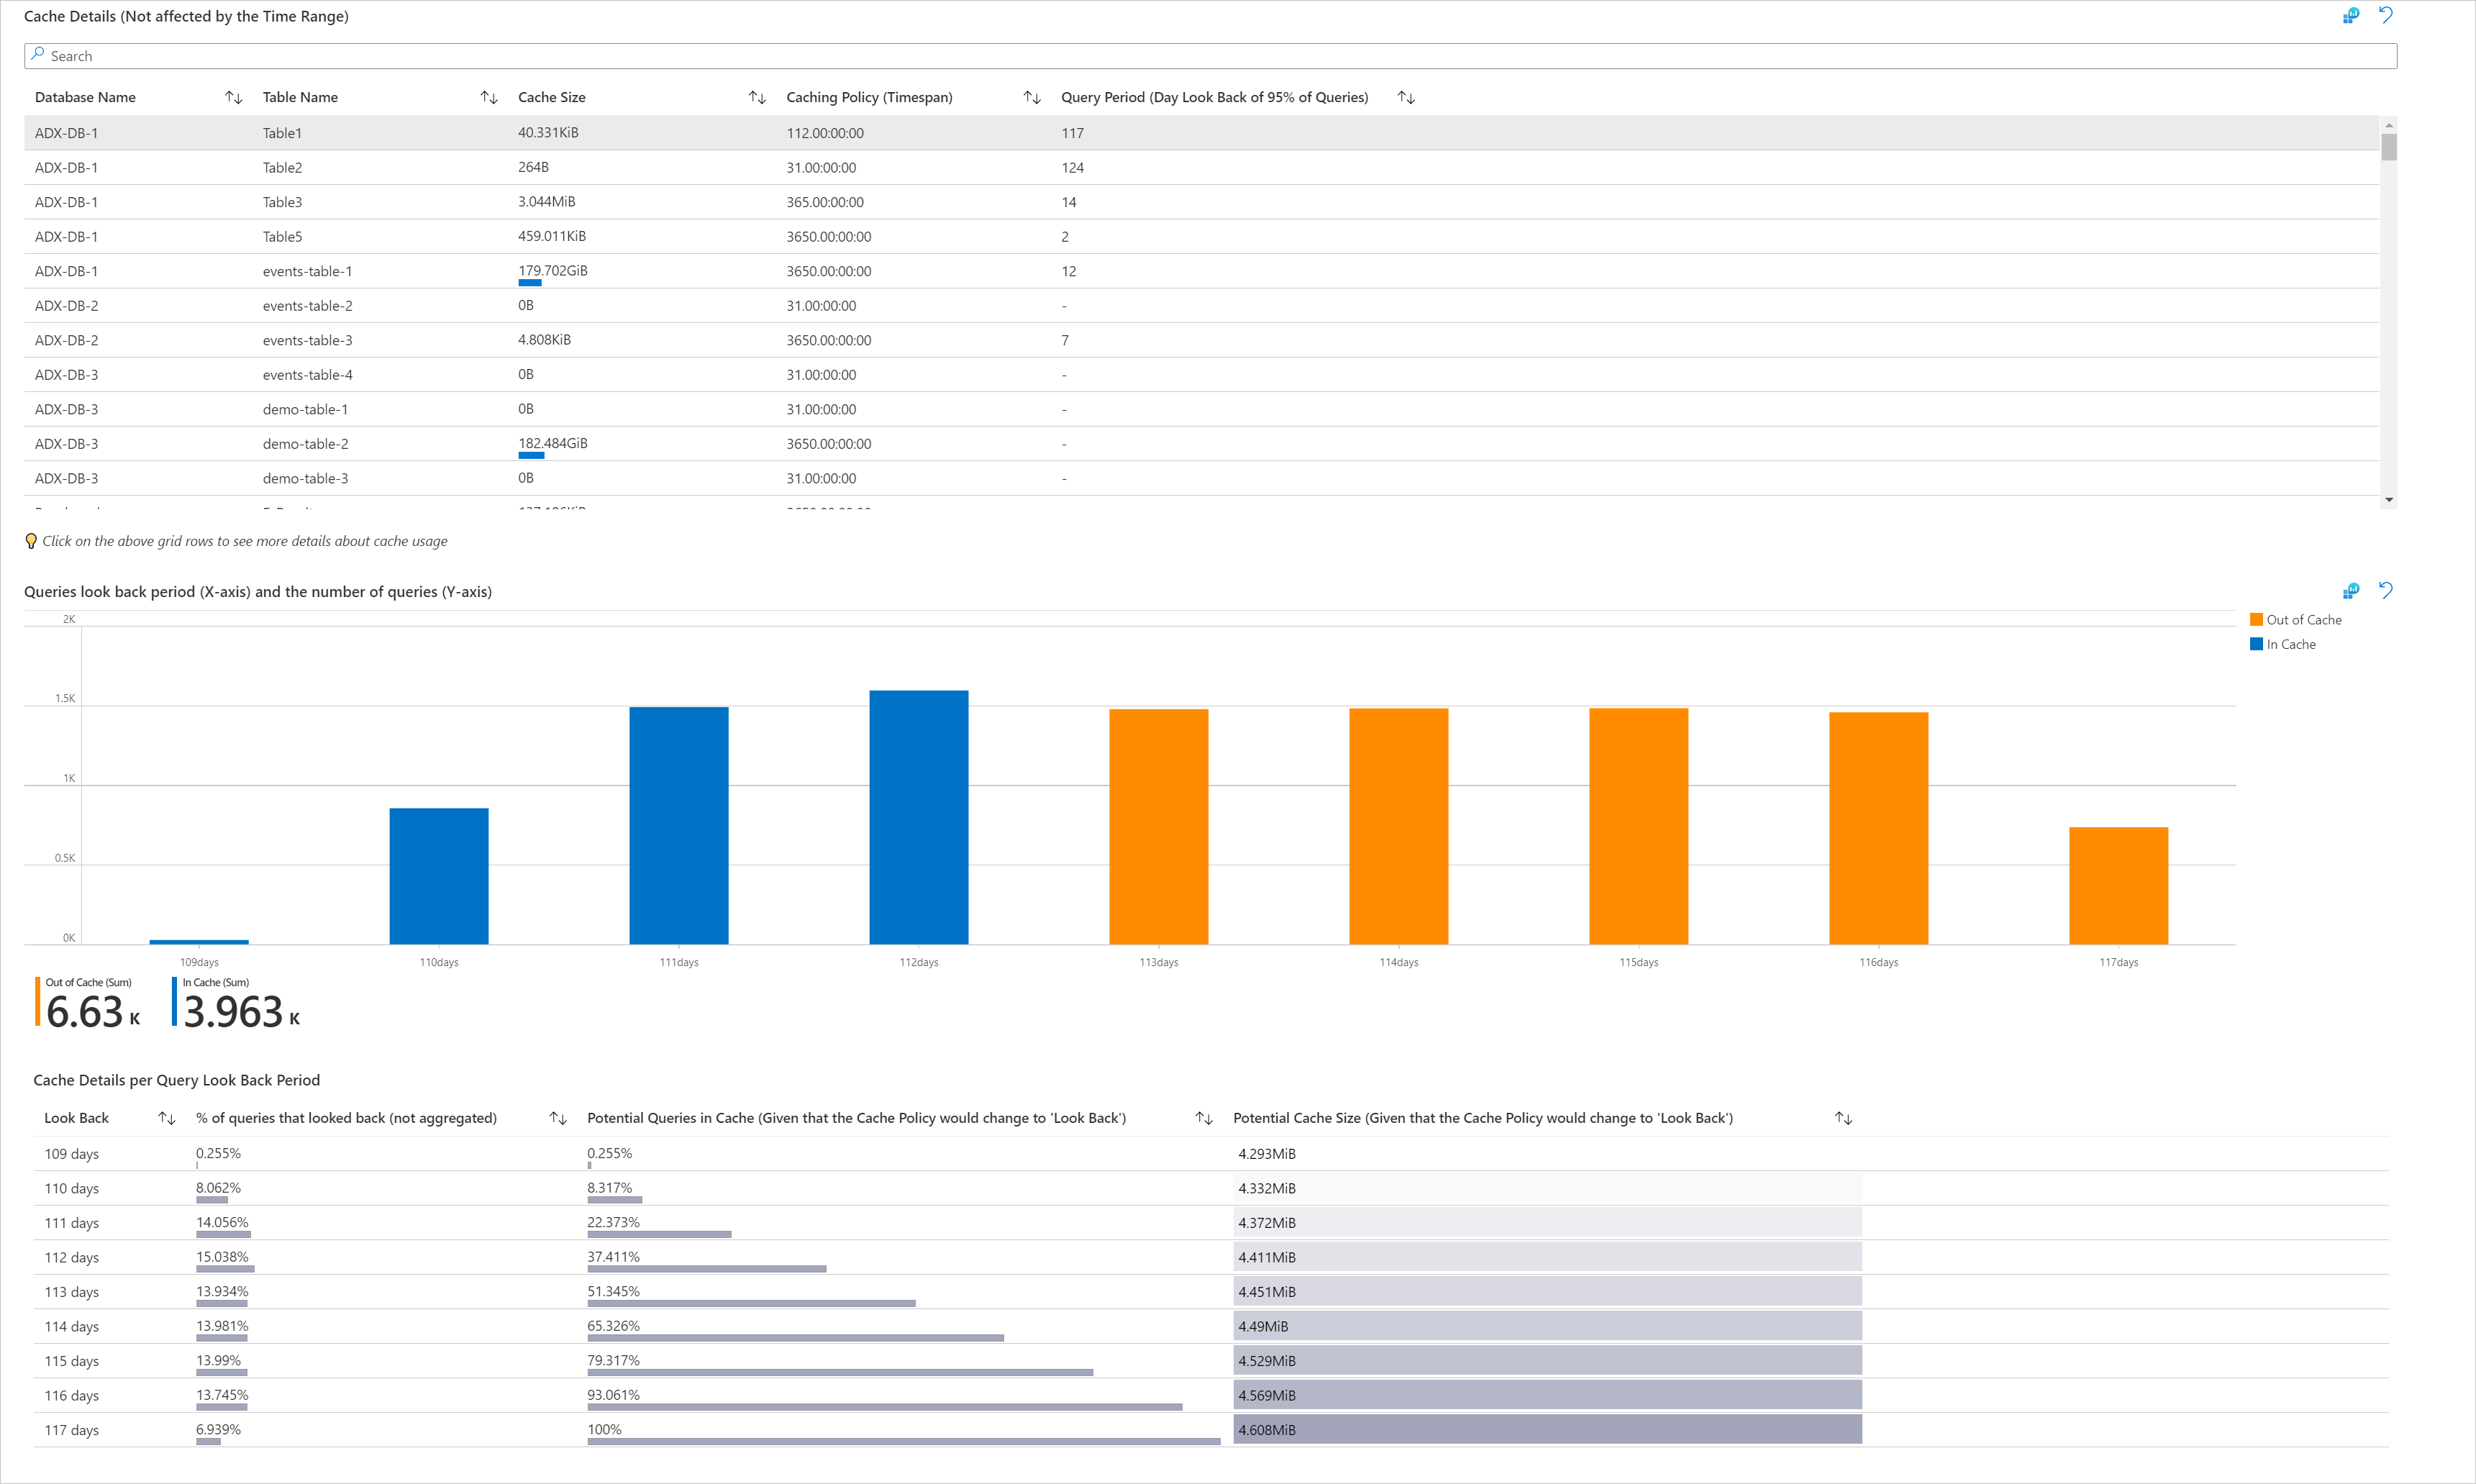 Cache Details (Not affected by the Time Range)
Search
Database Name Table Name Cache Size Caching Policy (Timespan) Query Period (Day Look Back of 95% of Queries)
ADX-DB-1 Table1 40.331KiB 112.00:00:00 117
ADX-DB-1 Table2 264B 31.00:00:00 124
ADX-DB-1 Table3 3.044MiB 365.00:00:00 14
ADX-DB-1 Table5 459.011KiB 3650.00:00:00 2
ADX-DB-1 events-table-1 179.702GiB 3650.00:00:00 12
ADX-DB-2 events-table-2 0B 31.00:00:00 -
ADX-DB-2 events-table-3 4.808KiB 3650.00:00:00 7
ADX-DB-3 events-table-4 0B 31.00:00:00 -
ADX-DB-3 demo-table-1 0B 31.00:00:00 -
ADX-DB-3 demo-table-2 182.484GiB 3650.00:00:00 -
ADX-DB-3 demo-table-3 0B 31.00:00:00 -
Click on the above grid rows to see more details about cache usage
Queries look back period (X-axis) and the number of queries (Y-axis)
2K
1.5K
1K
0.5K
0K
Out of Cache
In Cache
109days 110days 111days 112days 113days 114days 115days 116days 117days
Out of Cache (Sum) In Cache (Sum)
6.63 K 3.963 K
Cache Details per Query Look Back Period
Look Back % of queries that looked back (not aggregated) Potential Queries in Cache (Given that the Cache Policy would change to 'Look Back') Potential Cache Size (Given that the Cache Policy would change to 'Look Back')
109 days 0.255% 0.255% 4.293MiB
110 days 8.062% 8.317% 4.332MiB
111 days 14.056% 22.373% 4.372MiB
112 days 15.038% 37.411% 4.411MiB
113 days 13.934% 51.345% 4.451MiB
114 days 13.981% 65.326% 4.49MiB
115 days 13.99% 79.317% 4.529MiB
116 days 13.745% 93.061% 4.569MiB
117 days 6.939% 100% 4.608MiB